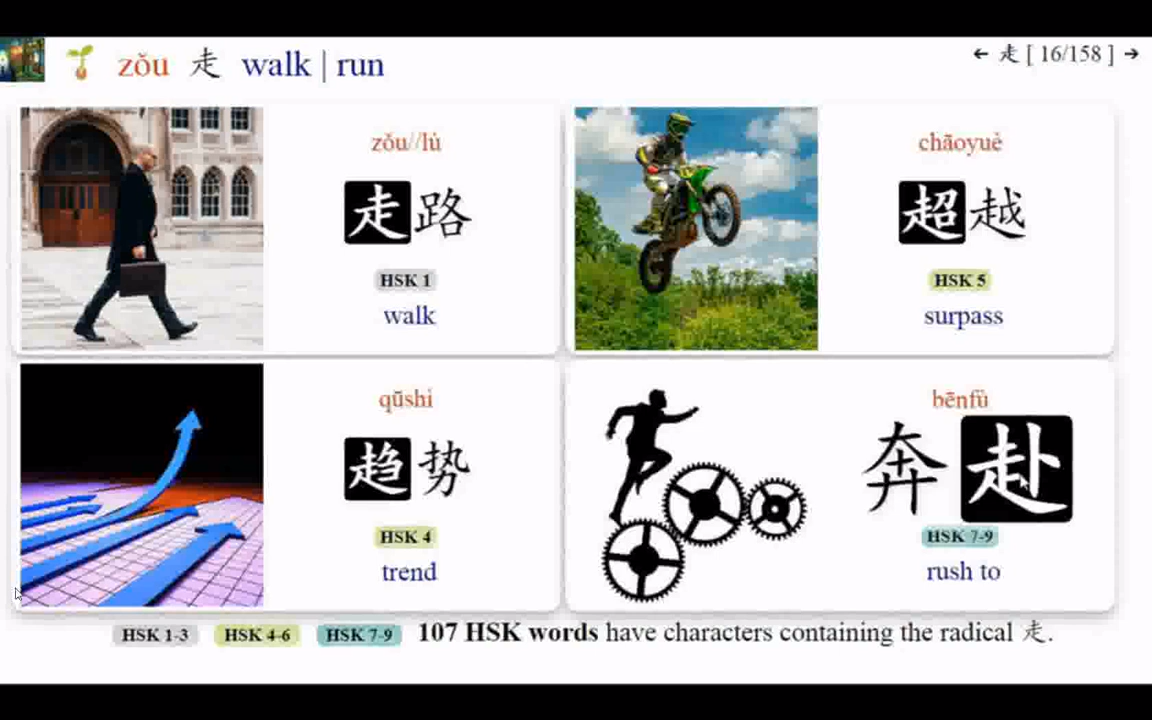 zǒu 走 walk | run
← 走 [ 16/158 ] →
zǒu//lù
走路
HSK 1
walk
chāoyuè
超越
HSK 5
surpass
qūshì
趋势
HSK 4
trend
bēnfù
奔赴
HSK 7-9
rush to
HSK 1-3 HSK 4-6 HSK 7-9 107 HSK words have characters containing the radical 走.